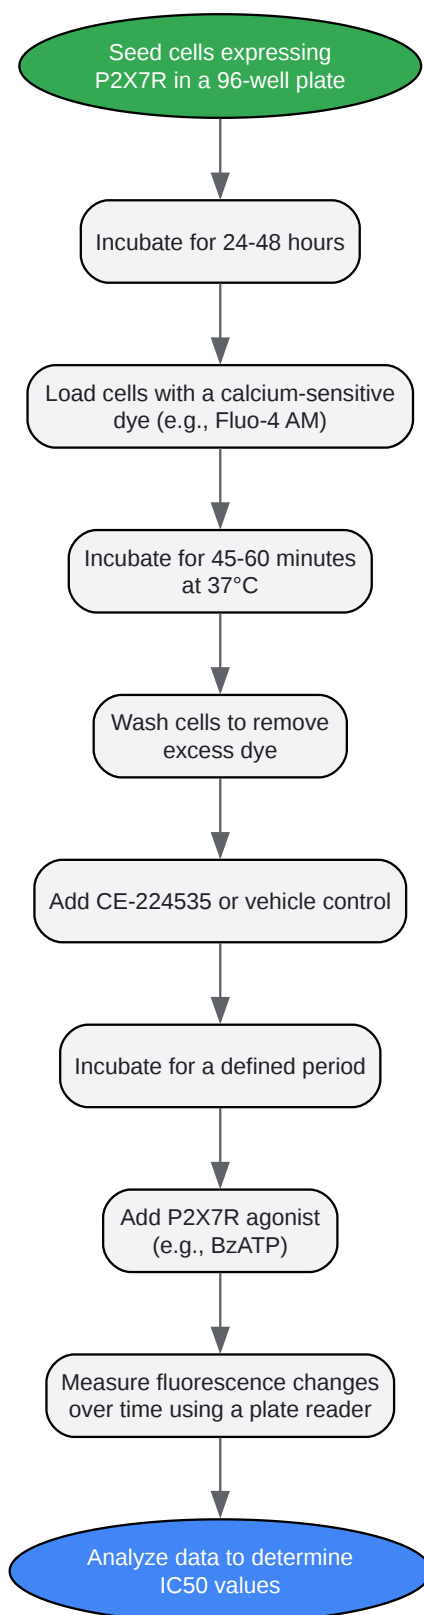 Seed cells expressing
P2X7R in a 96-well plate
Incubate for 24-48 hours
Load cells with a calcium-sensitive
dye (e.g., Fluo-4 AM)
Incubate for 45-60 minutes
at 37°C
Wash cells to remove
excess dye
Add CE-224535 or vehicle control
Incubate for a defined period
Add P2X7R agonist
(e.g., BzATP)
Measure fluorescence changes
over time using a plate reader
Analyze data to determine
IC50 values